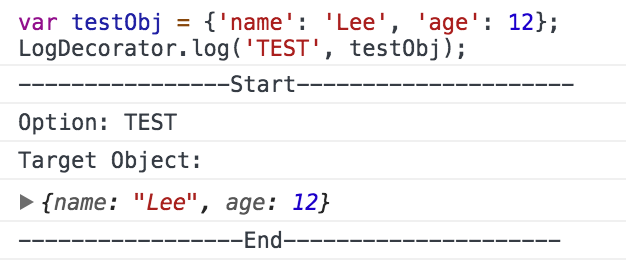 var testObj = {'name': 'Lee', 'age': 12};
LogDecorator.log('TEST', testObj);
----------------Start---------------------
Option: TEST
Target Object:
▶{name: "Lee", age: 12}
-----------------End---------------------